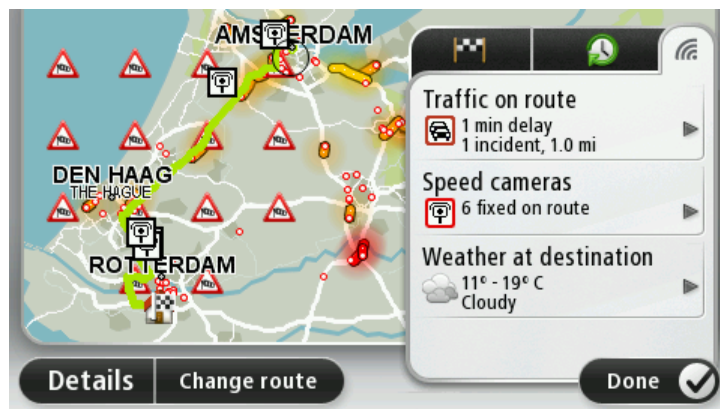 AMSTERDAM
DEN HAAG
THE HAGUE
ROTTERDAM
Traffic on route
1 min delay
1 incident, 1.0 mi
Speed cameras
6 fixed on route
Weather at destination
11° - 19° C
Cloudy
Details
Change route
Done